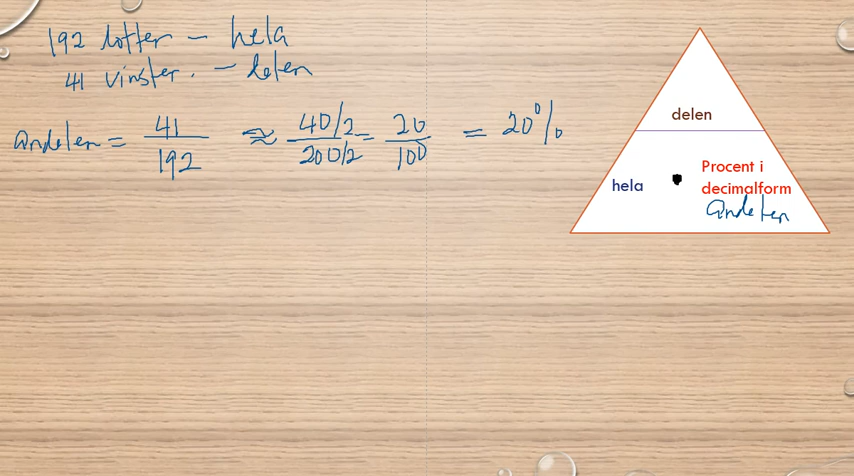 192 lotter - hela
41 vinster. - delen
andelen = 41/192 ≈ 40/2/200/2 = 20/100 = 20%
delen
hela • Procent i decimalform
andelen